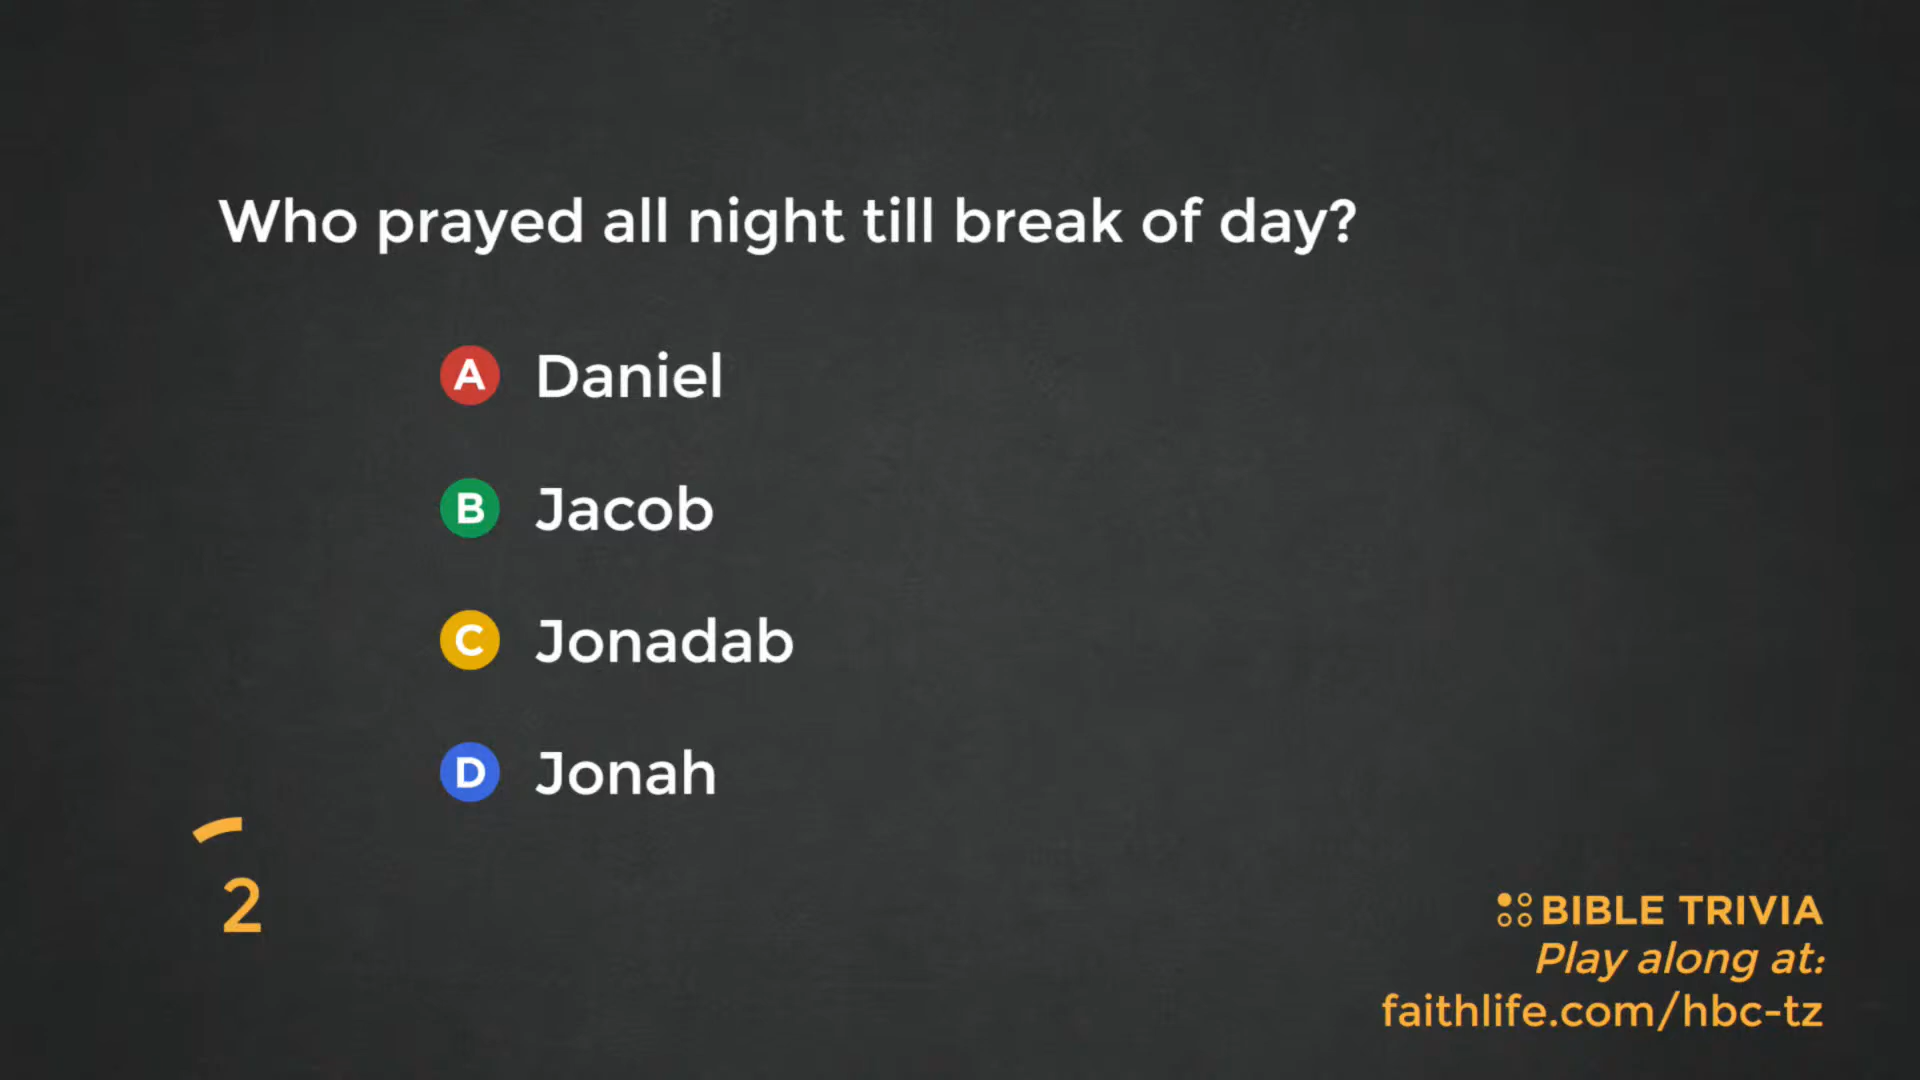 Who prayed all night till break of day?
A Daniel
B Jacob
C Jonadab
D Jonah
2
BIBLE TRIVIA
Play along at:
faithlife.com/hbc-tz